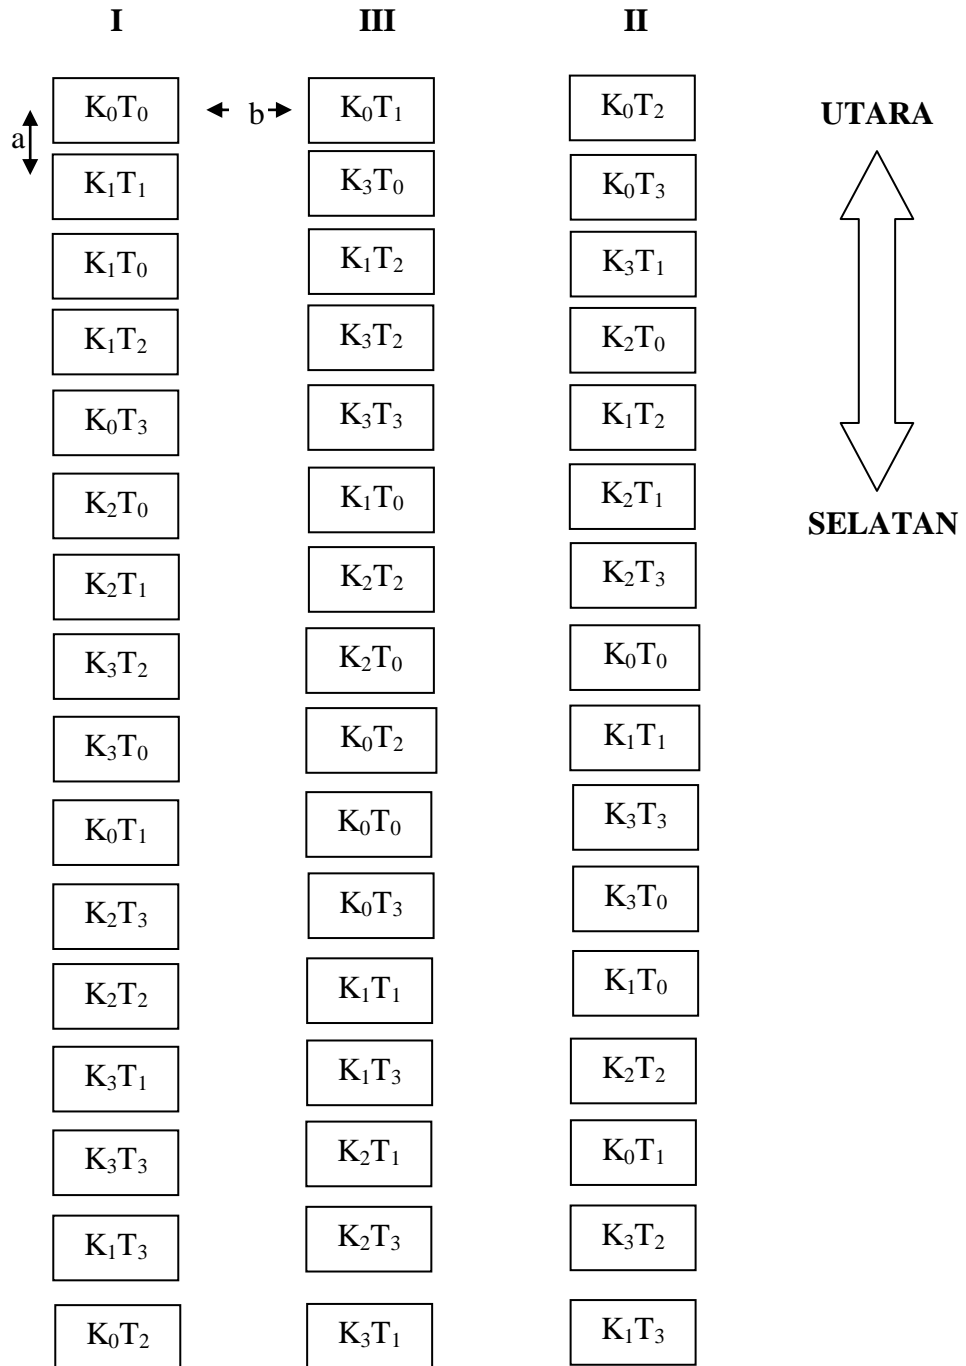 I III II
K₀T₀ b K₀T₁ K₀T₂ UTARA
a
K₁T₁ K₃T₀ K₀T₃
K₁T₀ K₁T₂ K₃T₁
K₁T₂ K₃T₂ K₂T₀
K₀T₃ K₃T₃ K₁T₂
K₂T₀ K₁T₀ K₂T₁
SELATAN
K₂T₁ K₂T₂ K₂T₃
K₃T₂ K₂T₀ K₀T₀
K₃T₀ K₀T₂ K₁T₁
K₀T₁ K₀T₀ K₃T₃
K₂T₃ K₀T₃ K₃T₀
K₂T₂ K₁T₁ K₁T₀
K₃T₁ K₁T₃ K₂T₂
K₃T₃ K₂T₁ K₀T₁
K₁T₃ K₂T₃ K₃T₂
K₀T₂ K₃T₁ K₁T₃